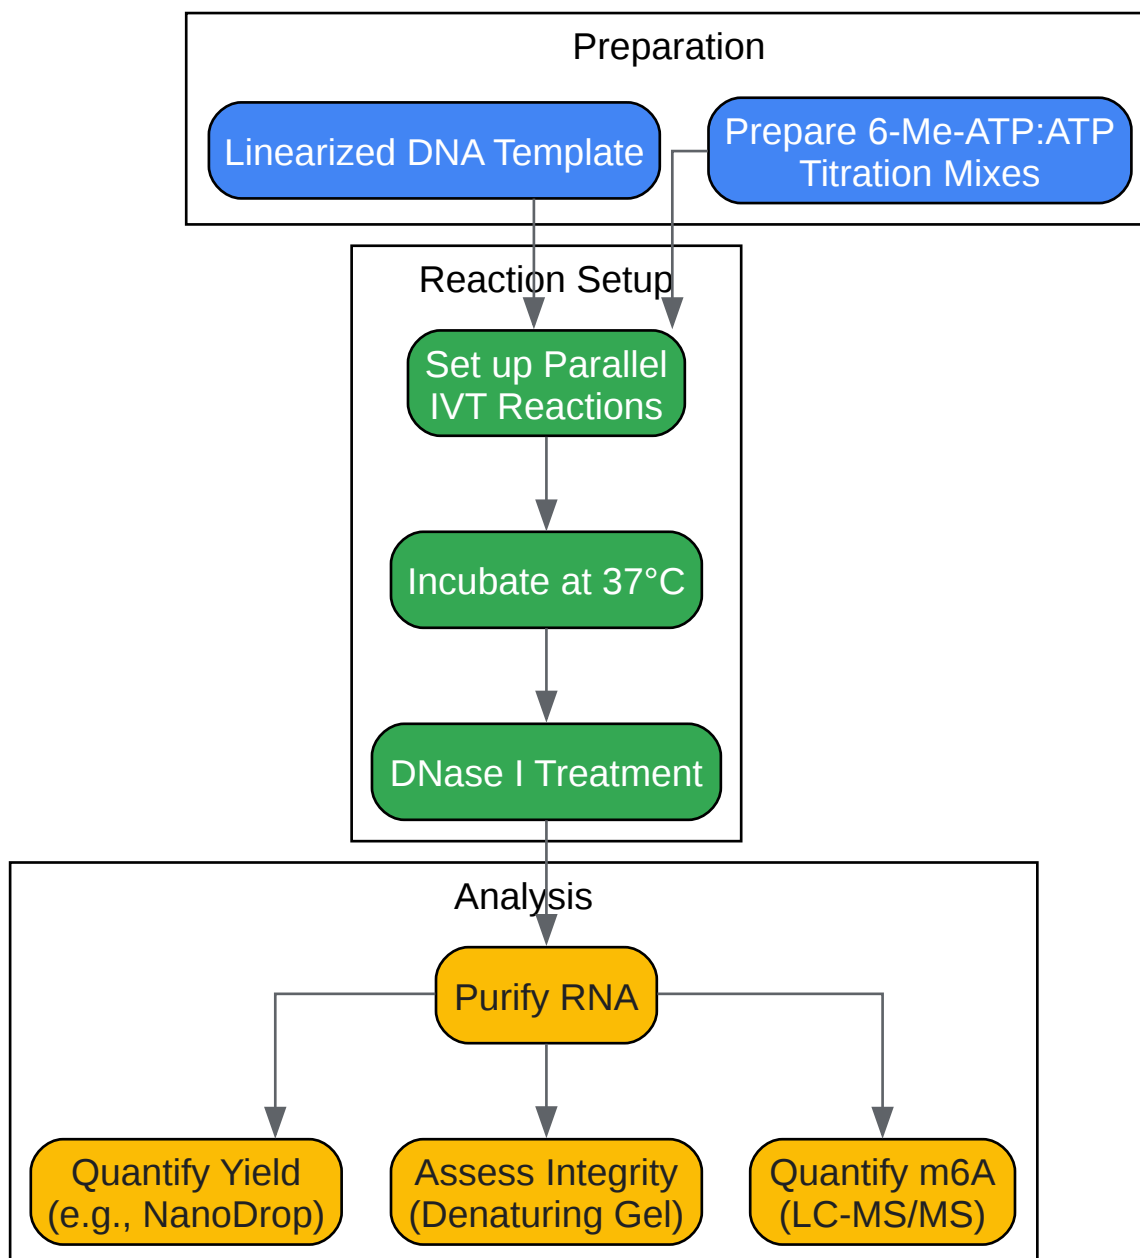 Preparation
Linearized DNA Template
Prepare 6-Me-ATP:ATP
Titration Mixes
Reaction Setup
Set up Parallel
IVT Reactions
Incubate at 37°C
DNase I Treatment
Analysis
Purify RNA
Quantify Yield
(e.g., NanoDrop)
Assess Integrity
(Denaturing Gel)
Quantify m6A
(LC-MS/MS)